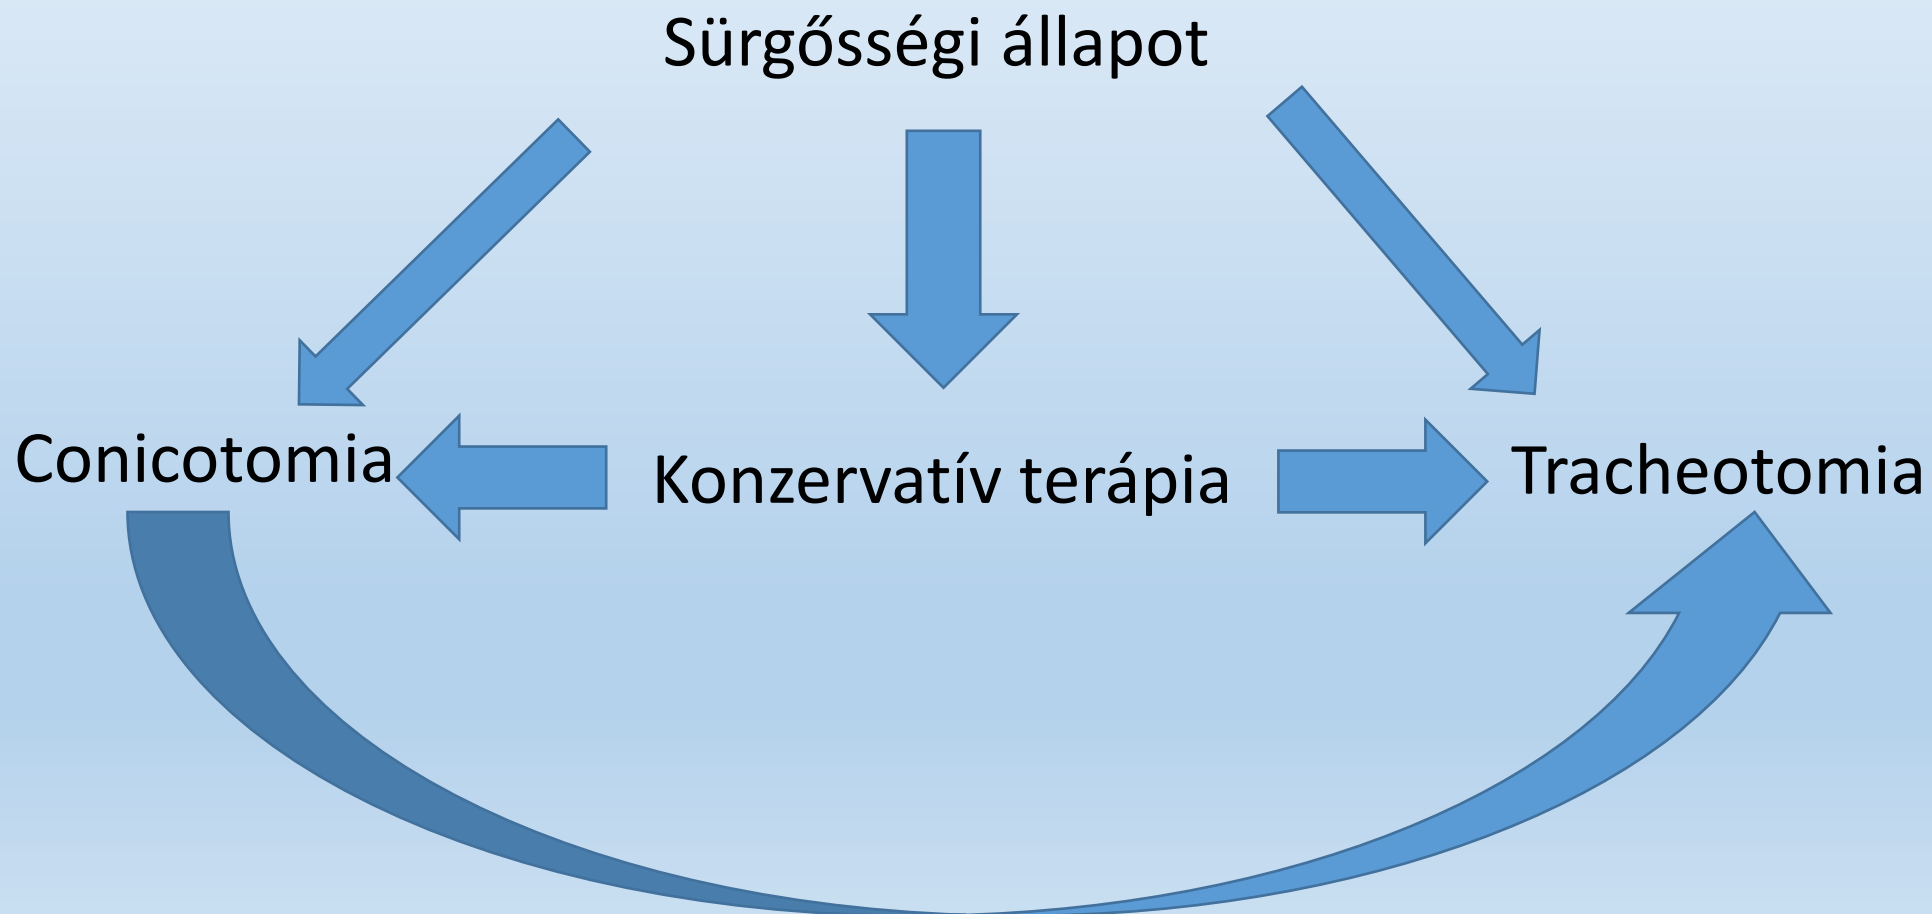 Sürgősségi állapot
Conicotomia
Konzervatív terápia
Tracheotomia